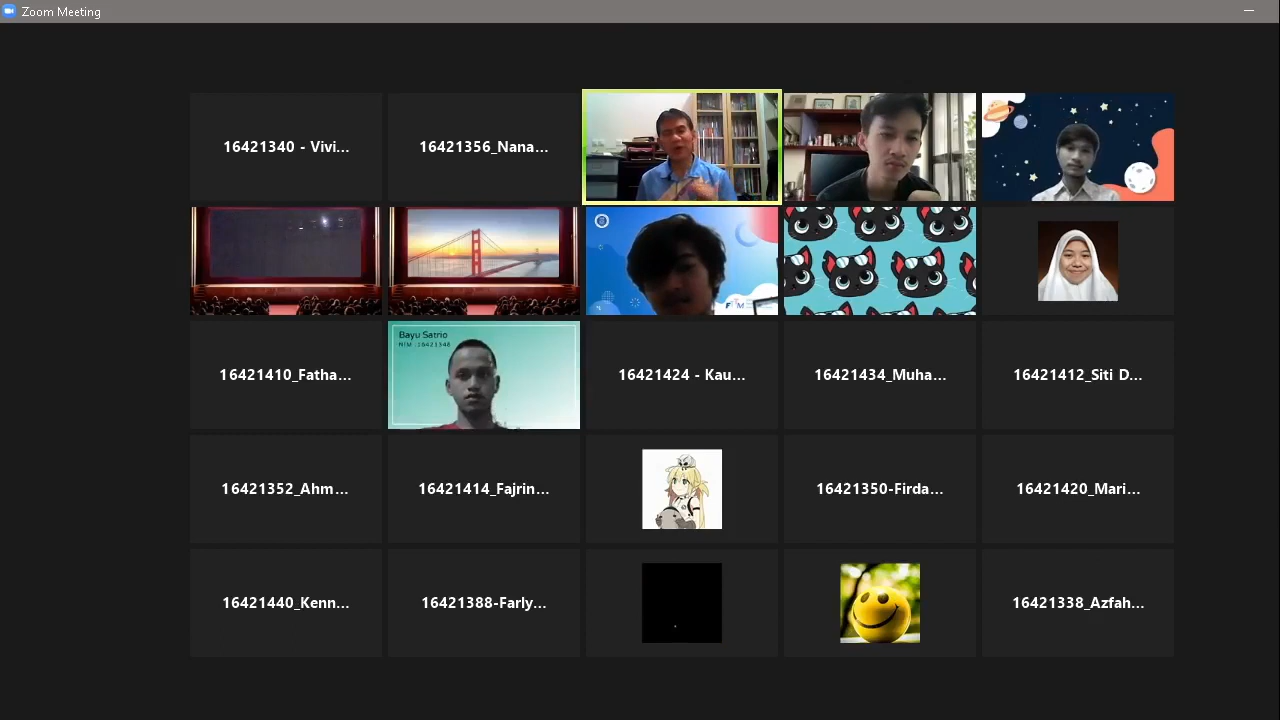 Zoom Meeting
16421340 - Vivi...
16421356_Nana...
16421410_Fatha...
Bayu Satrio
NIM :16421348
16421424 - Kau...
16421434_Muha...
16421412_Siti D...
16421352_Ahm...
16421414_Fajrin...
16421350-Firda...
16421420_Mari...
16421440_Kenn...
16421388-Farly...
16421338_Azfah...